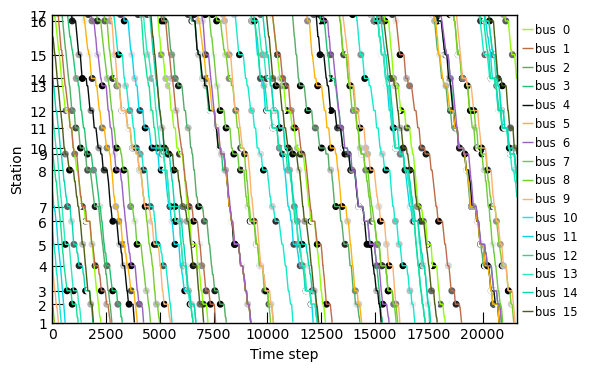 17
16
15
14
13
12
11
10
9
8
7
6
5
4
3
2
1
Station
0
2500
5000
7500
10000
12500
15000
17500
20000
Time step
bus 0
bus 1
bus 2
bus 3
bus 4
bus 5
bus 6
bus 7
bus 8
bus 9
bus 10
bus 11
bus 12
bus 13
bus 14
bus 15